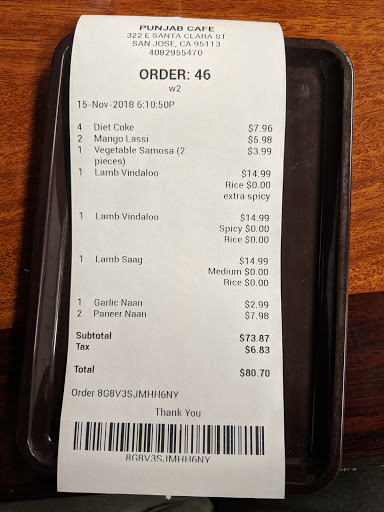 PUNJAB CAFE
322 E SANTA CLARA ST
SAN JOSE, CA 95113
4082955470
ORDER: 46
w2
15-Nov-2018 6:10:50P
4 Diet Coke $7.96
2 Mango Lassi $5.98
1 Vegetable Samosa (2 $3.99
pieces)
1 Lamb Vindaloo $14.99
Rice $0.00
extra spicy
1 Lamb Vindaloo $14.99
Spicy $0.00
Rice $0.00
1 Lamb Saag $14.99
Medium $0.00
Rice $0.00
1 Garlic Naan $2.99
2 Paneer Naan $7.98
Subtotal $73.87
Tax $6.83
Total $80.70
Order 8G8V3SJMHH6NY
Thank You
8G8V3SJMHH6NY